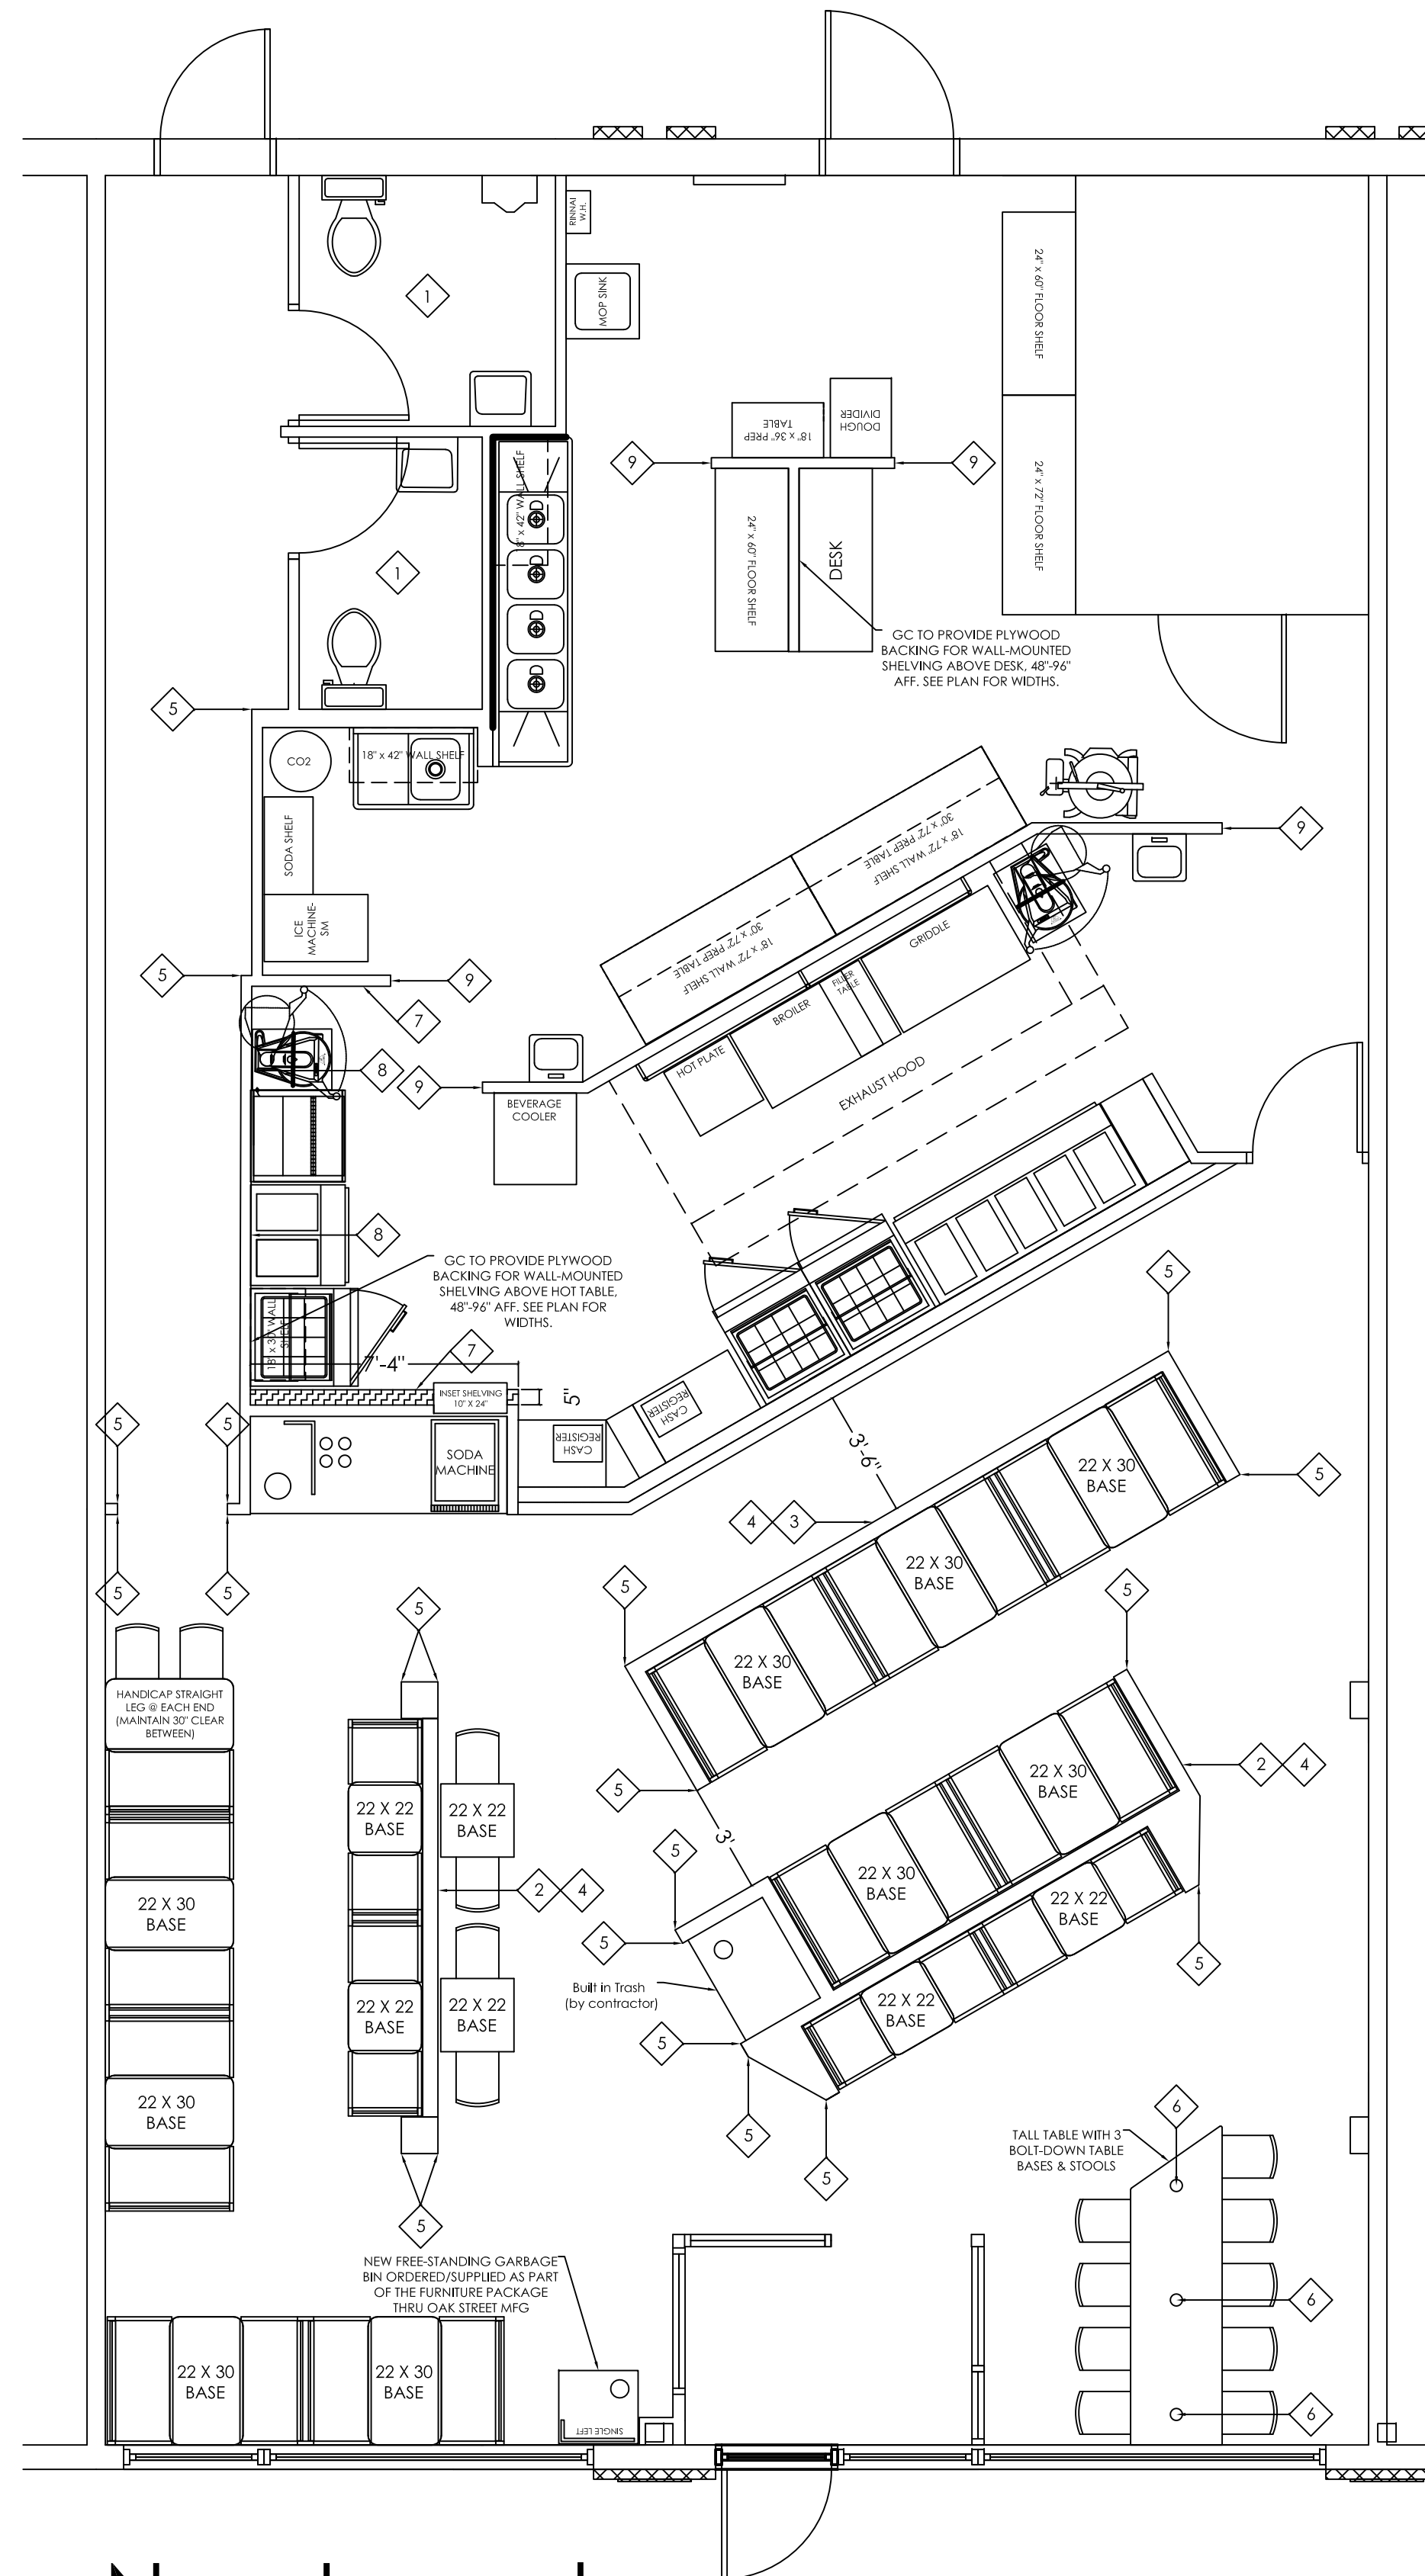 RINNAI
W.H.
MOP SINK
1
24" x 60" FLOOR SHELF
18" x 36" PREP
TABLE
DOUGH
DIVIDER
9
9
24" x 72" FLOOR SHELF
8" x 42" WALL SHELF
24" x 60" FLOOR SHELF
DESK
1
GC TO PROVIDE PLYWOOD
BACKING FOR WALL-MOUNTED
SHELVING ABOVE DESK, 48"-96"
AFF. SEE PLAN FOR WIDTHS.
5
CO2
18" x 42" WALL SHELF
SODA SHELF
ICE
MACHINE-
SM
30" x 72" PREP TABLE
18" x 72" WALL SHELF
30" x 72" PREP TABLE
18" x 72" WALL SHELF
9
5
9
7
8
9
GRIDDLE
FILLER
TABLE
BROILER
HOT PLATE
EXHAUST HOOD
BEVERAGE
COOLER
8
GC TO PROVIDE PLYWOOD
BACKING FOR WALL-MOUNTED
SHELVING ABOVE HOT TABLE,
48"-96" AFF. SEE PLAN FOR
WIDTHS.
18" x 30" WALL
SHELF
7
7'-4"
INSET SHELVING
10" X 24"
5"
CASH
REGISTER
CASH
REGISTER
SODA
MACHINE
5
5
5
5
5
3'-6"
22 X 30
BASE
5
4
3
22 X 30
BASE
5
5
5
22 X 30
BASE
HANDICAP STRAIGHT
LEG @ EACH END
(MAINTAIN 30" CLEAR
BETWEEN)
5
22 X 22
BASE
22 X 22
BASE
22 X 30
BASE
2
4
3'
5
22 X 30
BASE
22 X 22
BASE
2
4
22 X 30
BASE
5
5
Built in Trash
(by contractor)
22 X 22
BASE
22 X 22
BASE
22 X 22
BASE
5
22 X 30
BASE
5
5
6
TALL TABLE WITH 3
BOLT-DOWN TABLE
BASES & STOOLS
5
NEW FREE-STANDING GARBAGE
BIN ORDERED/SUPPLIED AS PART
OF THE FURNITURE PACKAGE
THRU OAK STREET MFG
6
22 X 30
BASE
22 X 30
BASE
SINGLE LEFT
6